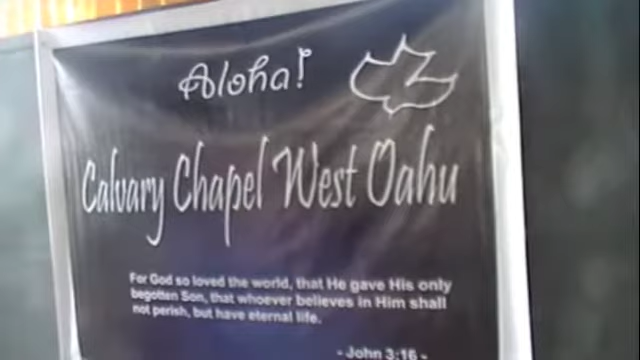 Aloha!
Calvary Chapel West Oahu
For God so loved the world, that He gave His only
begotten Son, that whoever believes in Him shall
not perish, but have eternal life.
- John 3:16 -